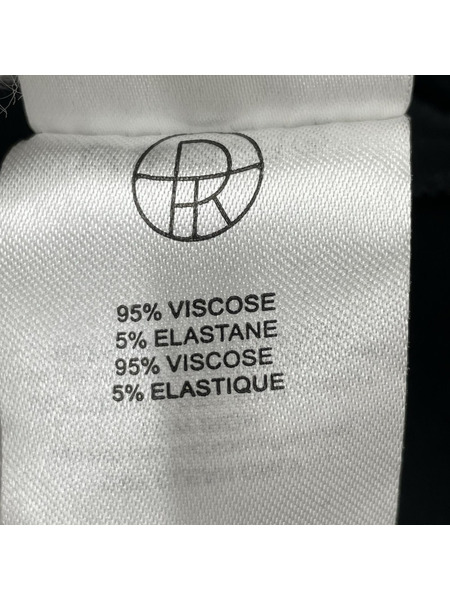 95% VISCOSE
5% ELASTANE
95% VISCOSE
5% ELASTIQUE